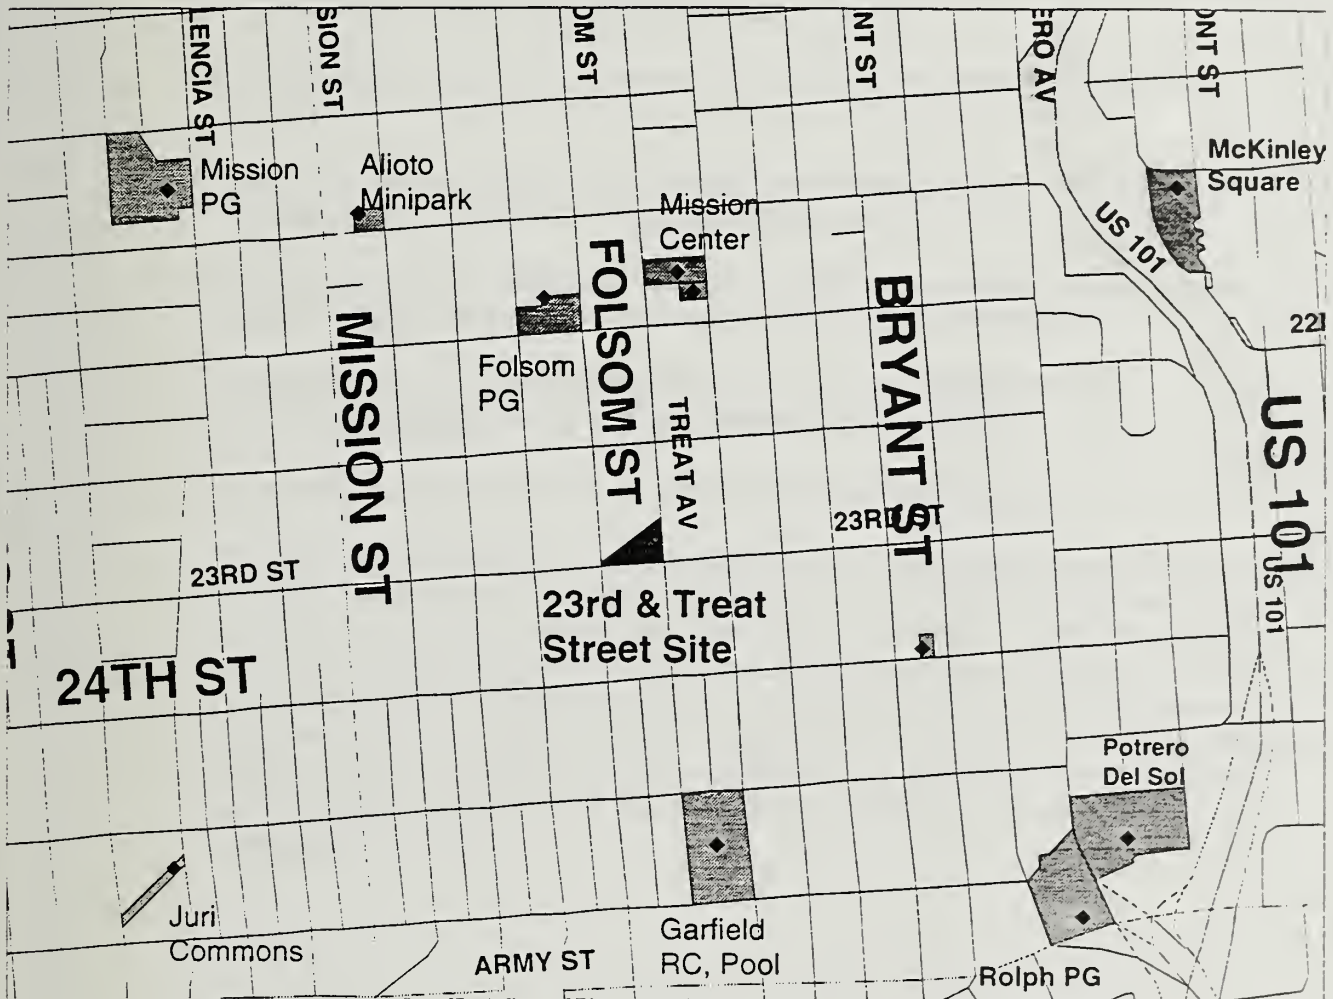 LENCIA ST
SION ST
OM ST
NT ST
ERO AV
ONT ST
Mission
PG
Alioto
Minipark
Mission
Center
McKinley
Square
US 101
FOLSOM ST
BRYANT ST
MISSION ST
Folsom
PG
TREAT AV
US 101
23RD ST
23RD ST
US 101
23rd & Treat
Street Site
24TH ST
Potrero
Del Sol
Juri
Commons
Garfield
RC, Pool
ARMY ST
Rolph PG